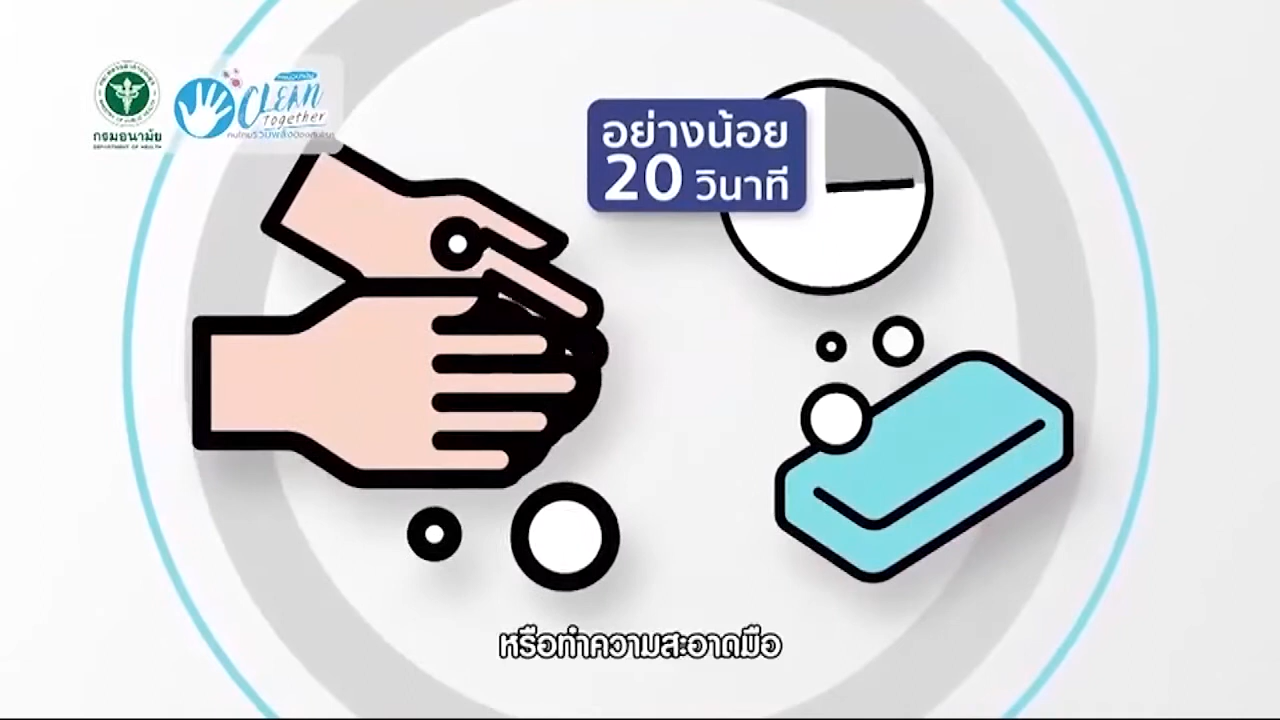 กรมอนามัย
DEPARTMENT OF HEALTH
CLEAN
Together
อย่างน้อย
20 วินาที
หรือทำความสะอาดมือ